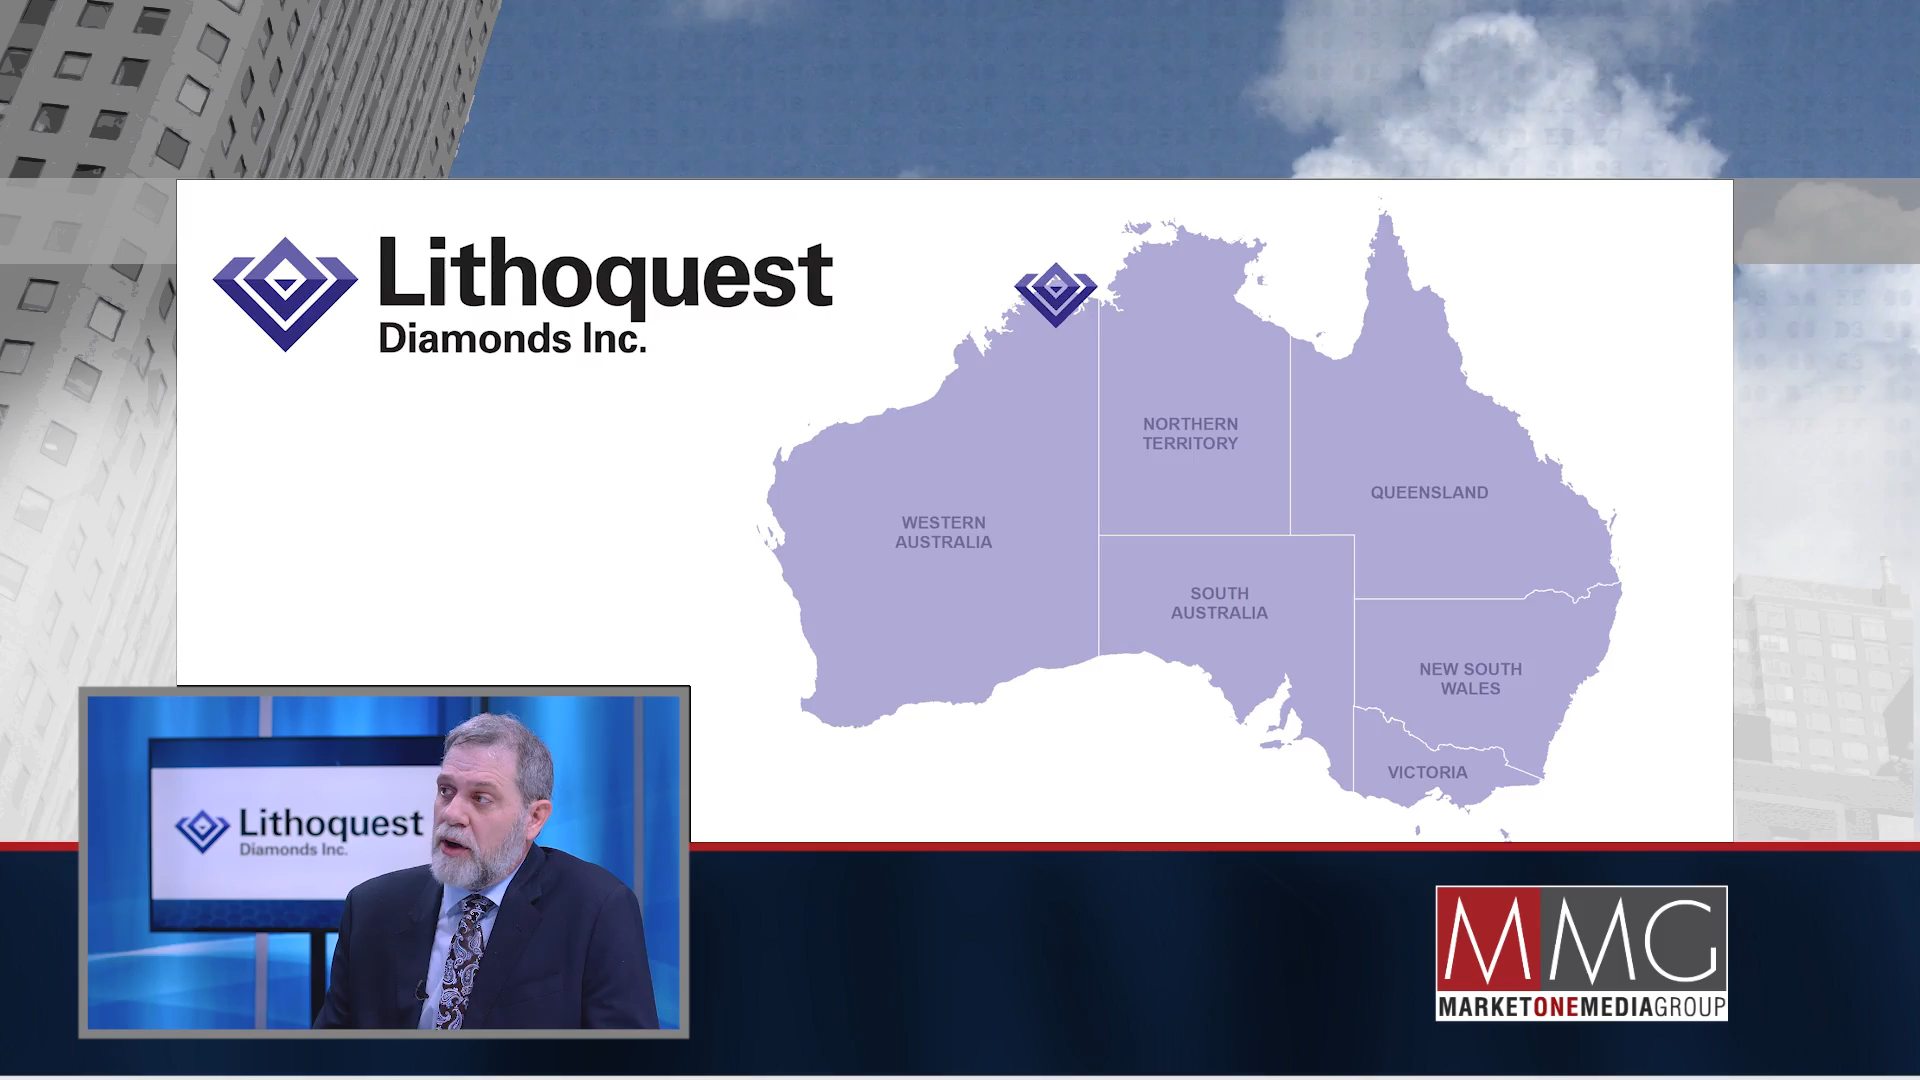 Lithoquest
Diamonds Inc.
NORTHERN
TERRITORY
QUEENSLAND
WESTERN
AUSTRALIA
SOUTH
AUSTRALIA
NEW SOUTH
WALES
VICTORIA
Lithoquest
Diamonds Inc.
MMG
MARKETONEMEDIAGROUP